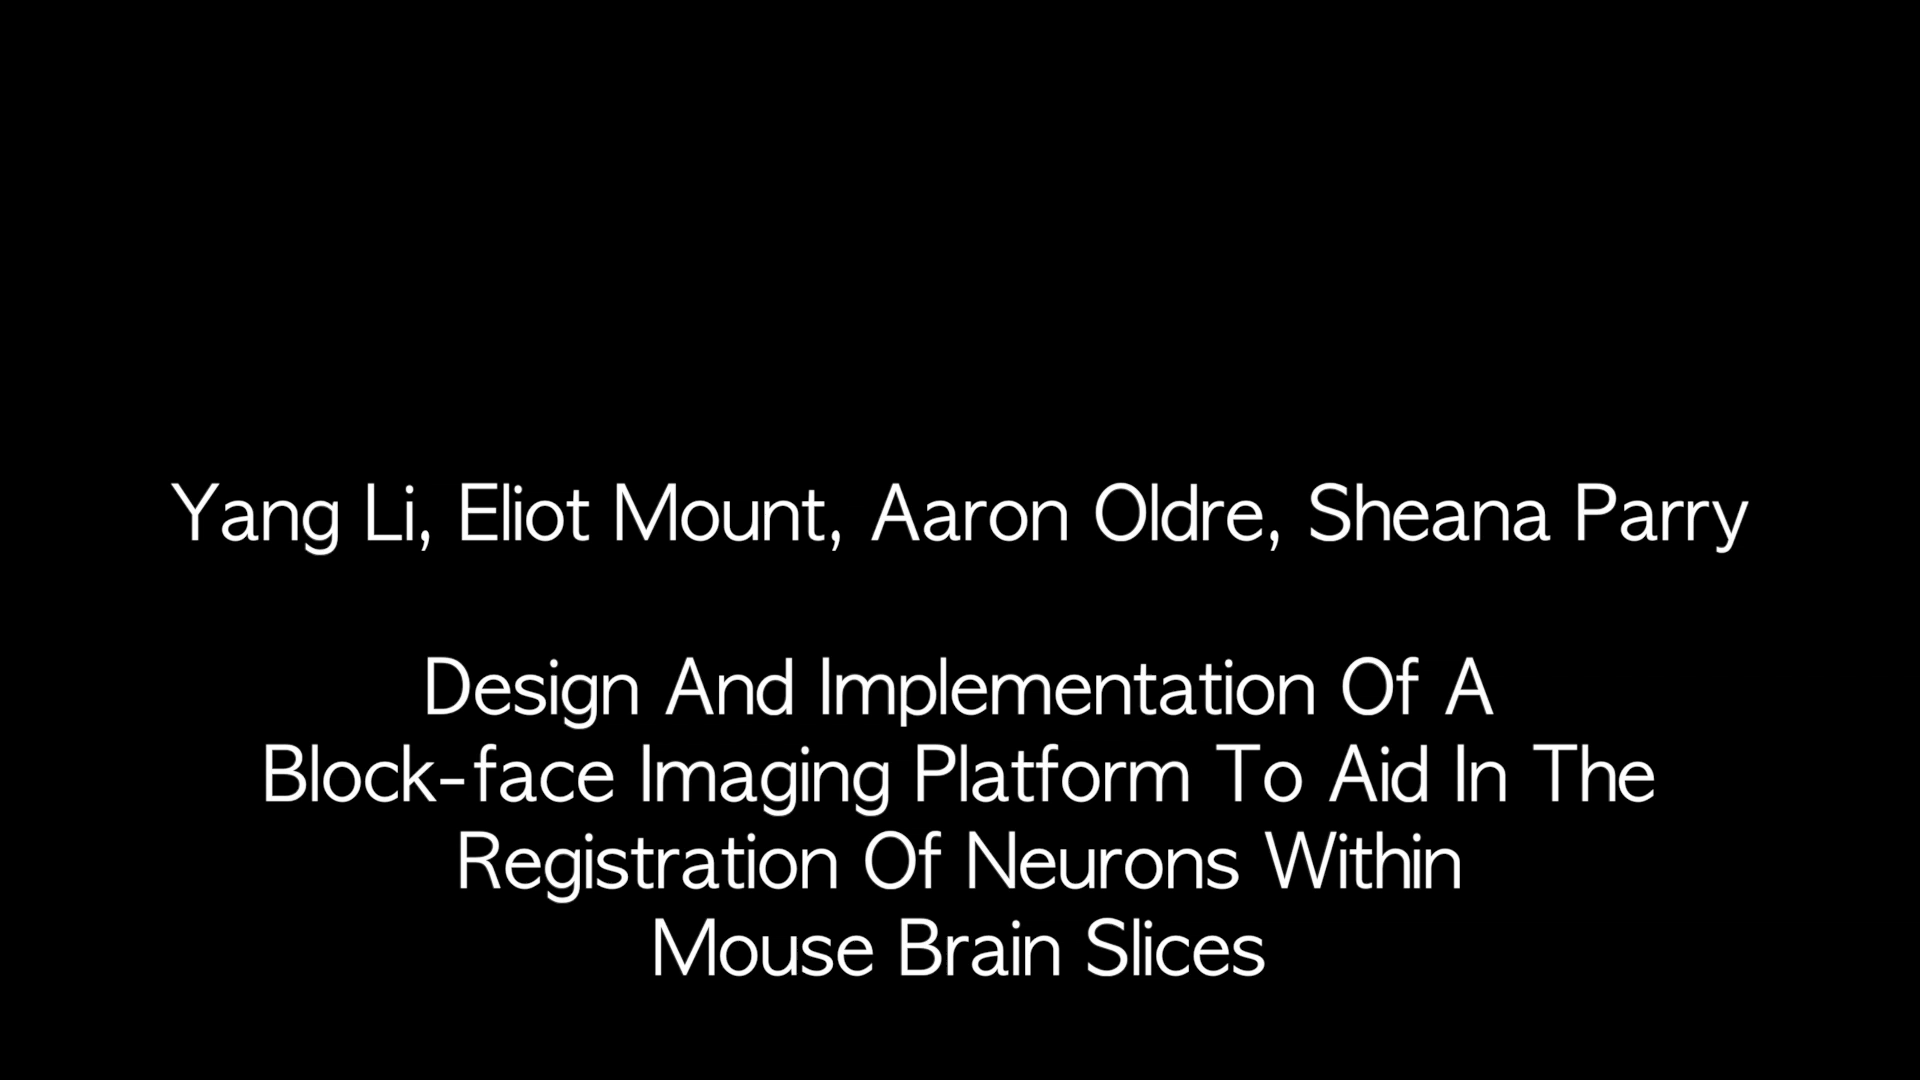 Yang Li, Eliot Mount, Aaron Oldre, Sheana Parry
Design And Implementation Of A
Block-face Imaging Platform To Aid In The
Registration Of Neurons Within
Mouse Brain Slices